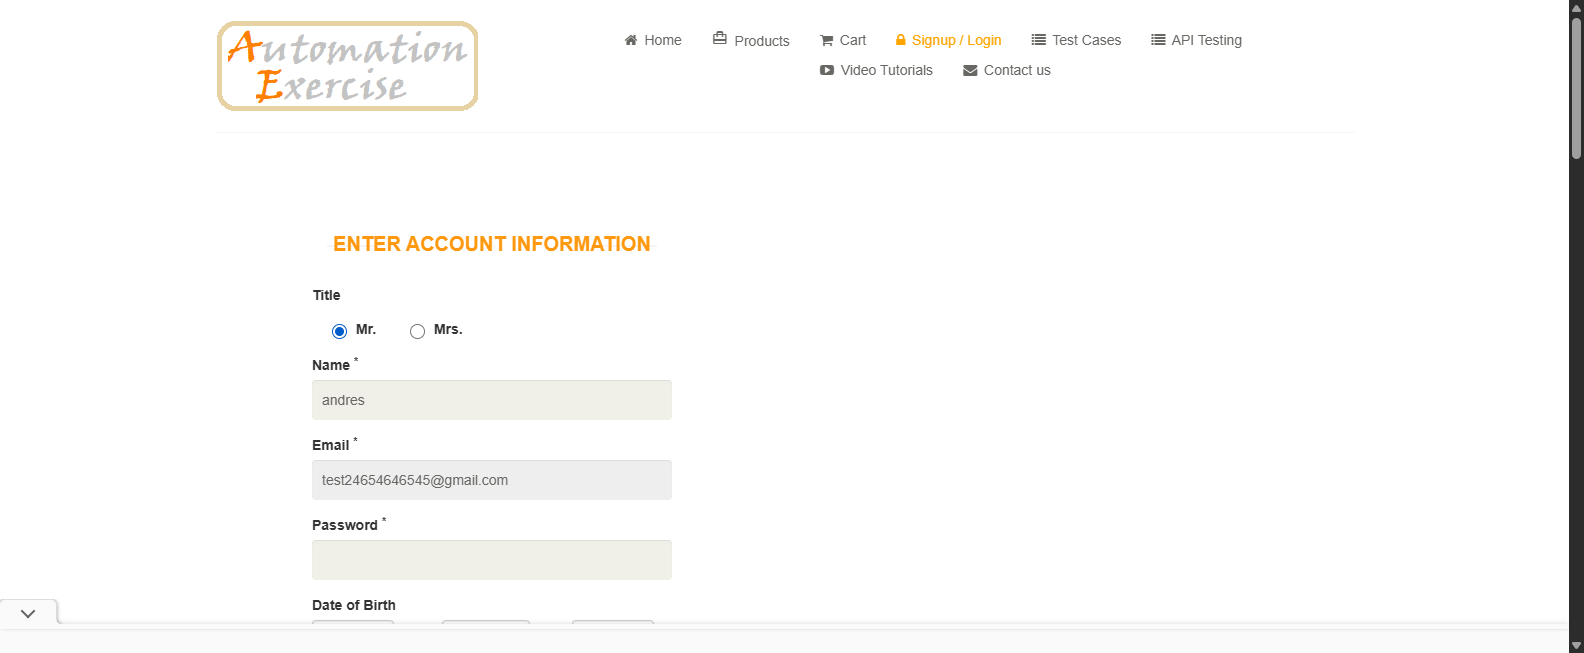 Automation
Exercise
Home Products Cart Signup / Login Test Cases API Testing
Video Tutorials Contact us
ENTER ACCOUNT INFORMATION
Title
Mr. Mrs.
Name *
andres
Email *
test24654646545@gmail.com
Password *
Date of Birth